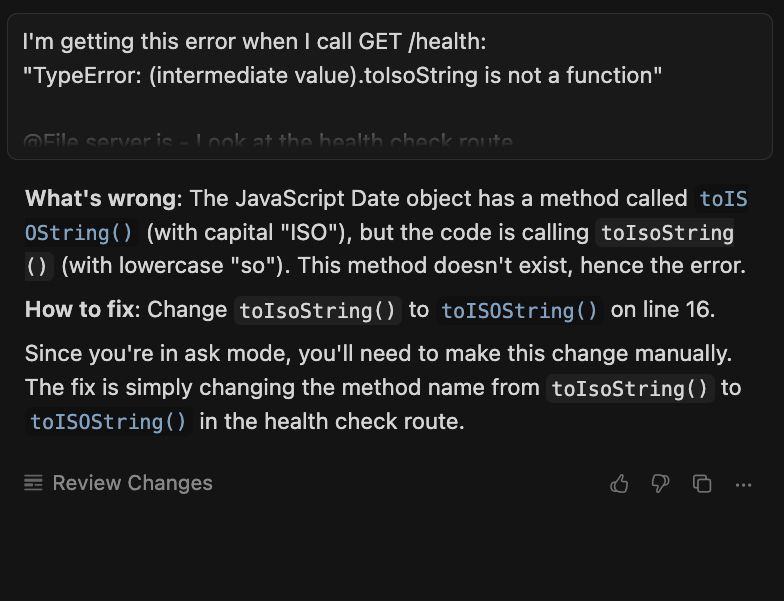 I'm getting this error when I call GET /health:
"TypeError: (intermediate value).toIsoString is not a function"
@File server.js - Look at the health check route
What's wrong: The JavaScript Date object has a method called toIS
OString() (with capital "ISO"), but the code is calling toIsoString
() (with lowercase "so"). This method doesn't exist, hence the error.
How to fix: Change toIsoString() to toISOString() on line 16.
Since you're in ask mode, you'll need to make this change manually.
The fix is simply changing the method name from toIsoString() to
toISOString() in the health check route.
Review Changes